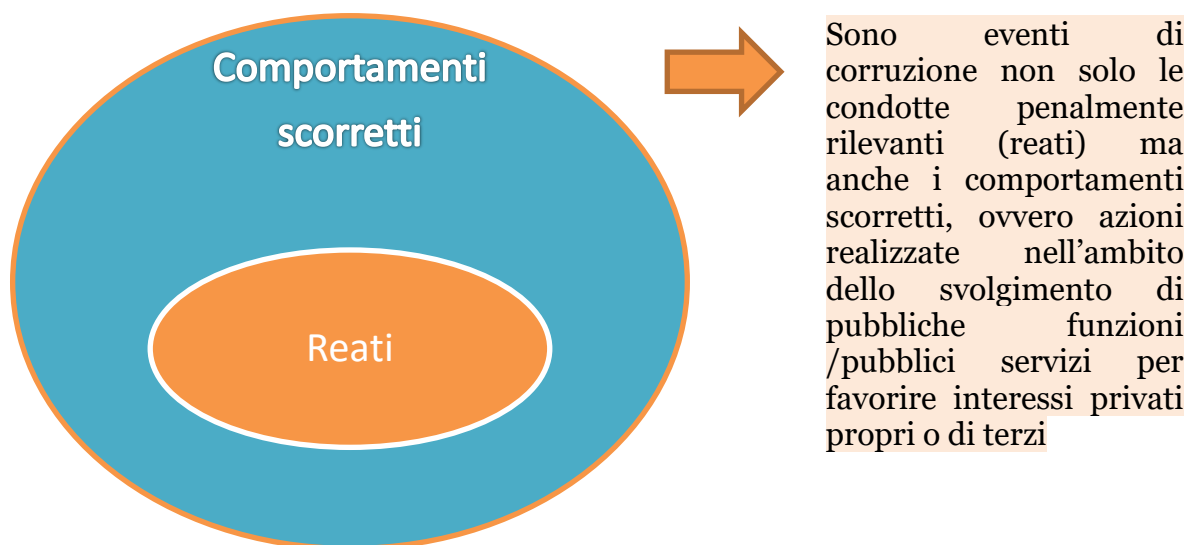 Comportamenti
scorretti
Reati
Sono eventi di
corruzione non solo le
condotte penalmente
rilevanti (reati) ma
anche i comportamenti
scorretti, ovvero azioni
realizzate nell’ambito
dello svolgimento di
pubbliche funzioni
/pubblici servizi per
favorire interessi privati
propri o di terzi